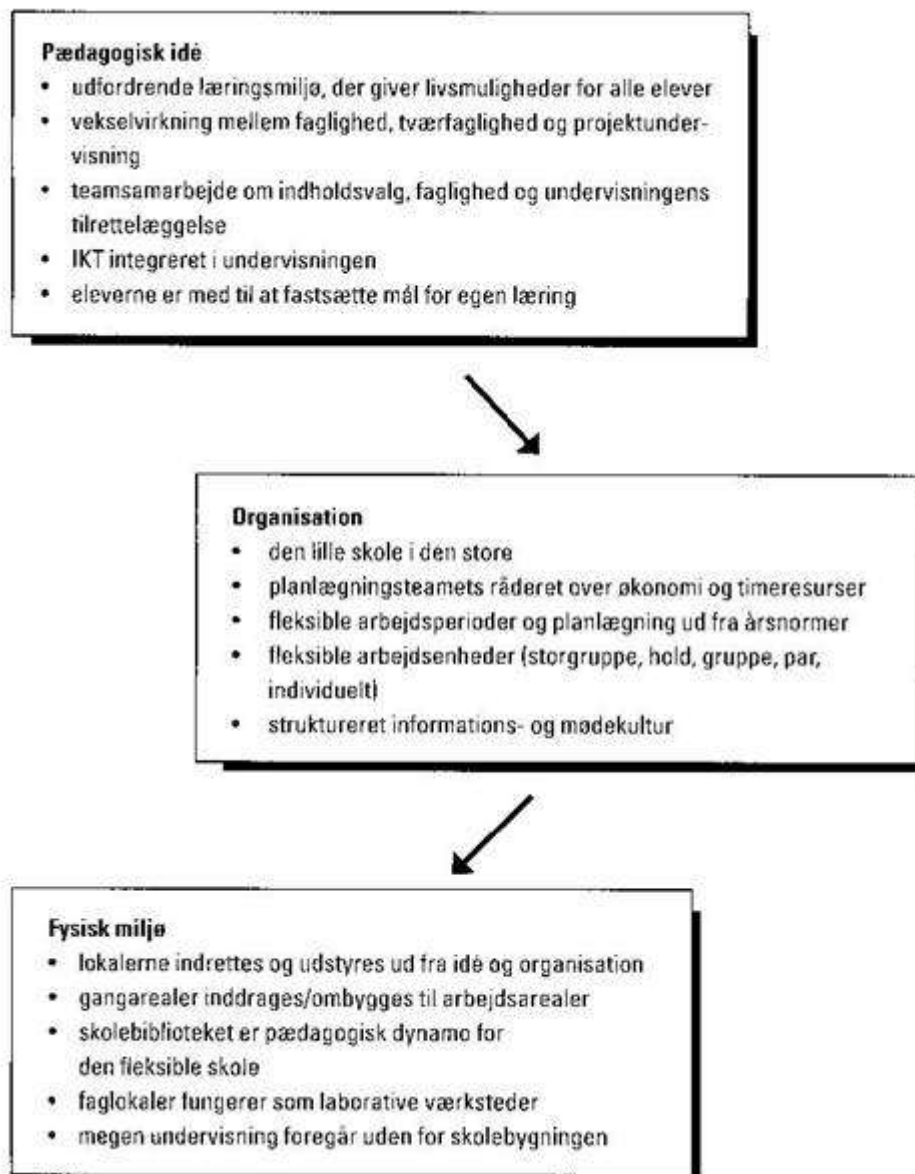 Pædagogisk idé
• udfordrende læringsmiljø, der giver livsmuligheder for alle elever
• vekselvirkning mellem faglighed, tværfaglighed og projektunder-
visning
• teamsamarbejde om indholdsvalg, faglighed og undervisningens
tilrettelæggelse
• IKT integreret i undervisningen
• eleverne er med til at fastsætte mål for egen læring
Organisation
• den lille skole i den store
• planlægningsteamets råderet over økonomi og timeresurser
• fleksible arbejdsperioder og planlægning ud fra årsnormer
• fleksible arbejdsenheder (storgruppe, hold, gruppe, par,
individuelt)
• struktureret informations- og mødekultur
Fysisk miljø
• lokalerne indrettes og udstyres ud fra idé og organisation
• gangarealer inddrages/ombygges til arbejdsarealer
• skolebiblioteket er pædagogisk dynamo for
den fleksible skole
• faglokaler fungerer som laborative værksteder
• megen undervisning foregår uden for skolebygningen